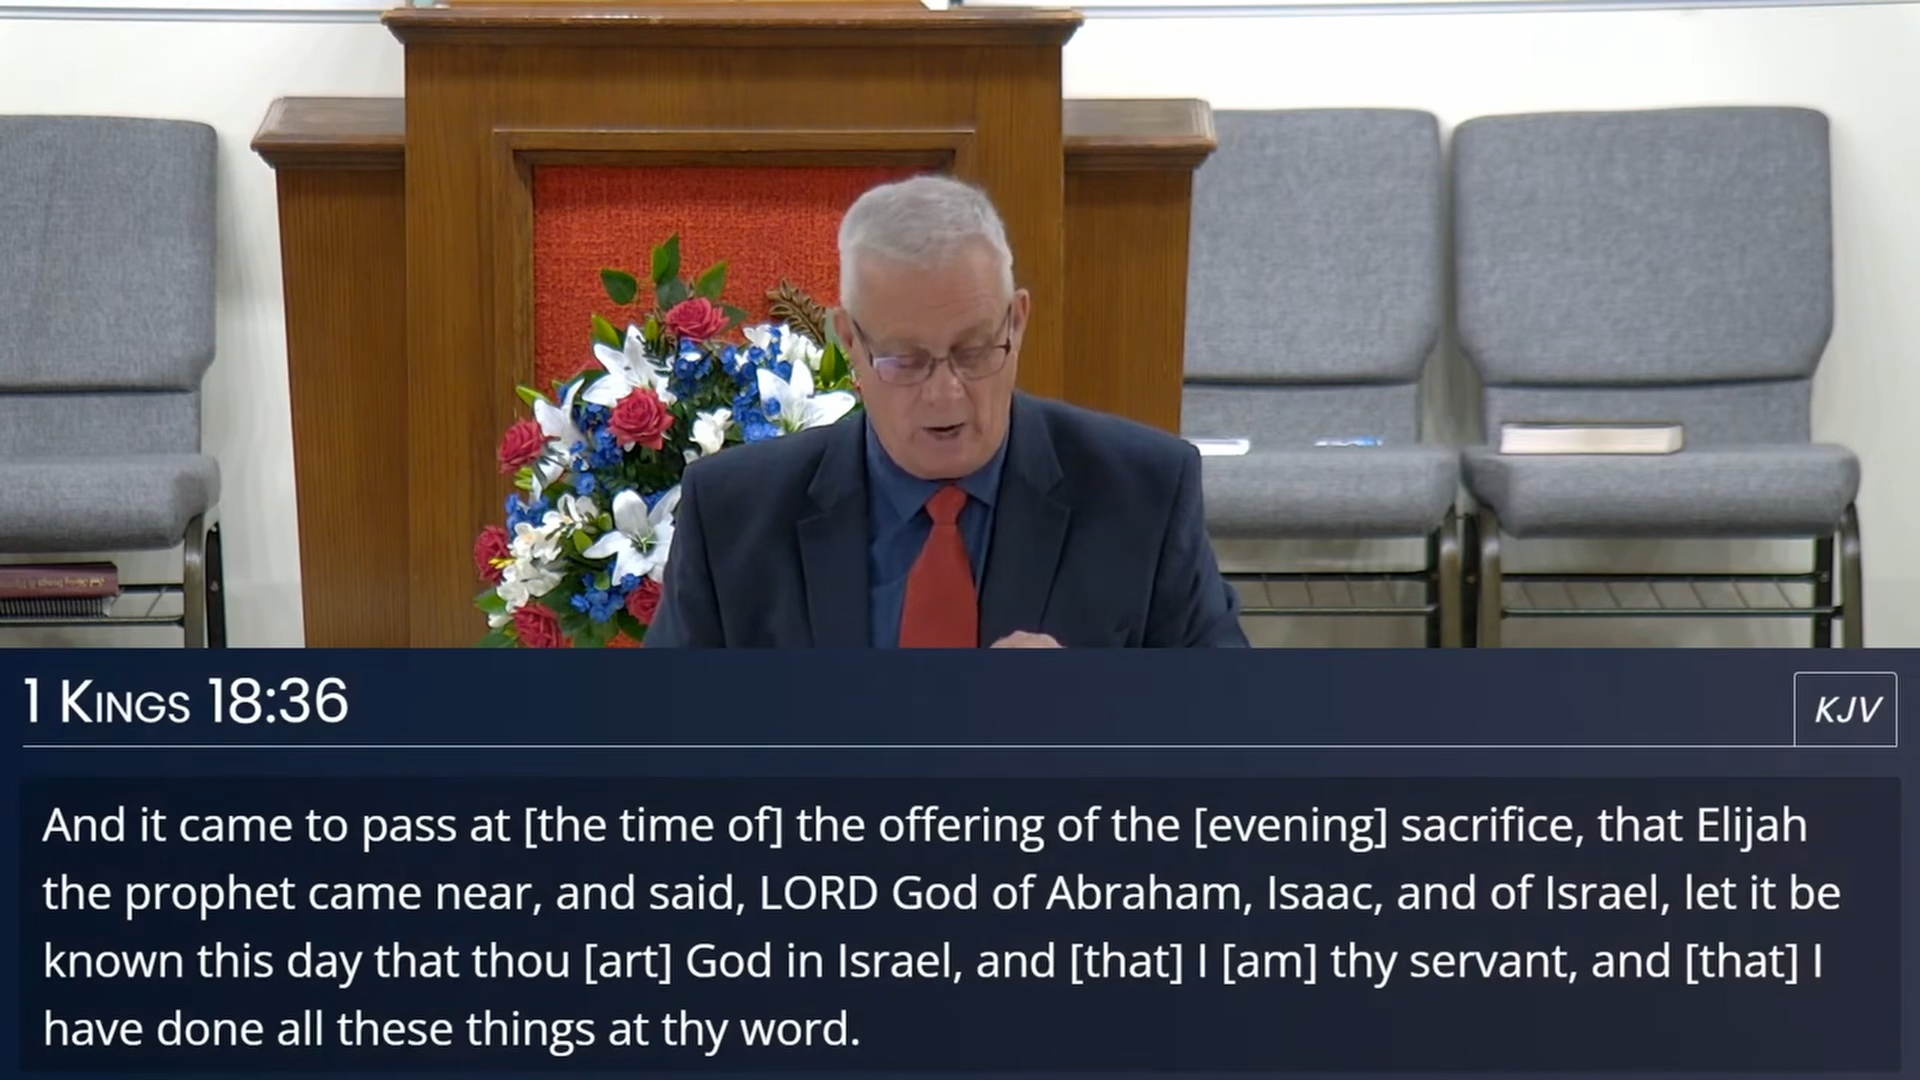 1 Kings 18:36
KJV
And it came to pass at [the time of] the offering of the [evening] sacrifice, that Elijah
the prophet came near, and said, LORD God of Abraham, Isaac, and of Israel, let it be
known this day that thou [art] God in Israel, and [that] I [am] thy servant, and [that] I
have done all these things at thy word.